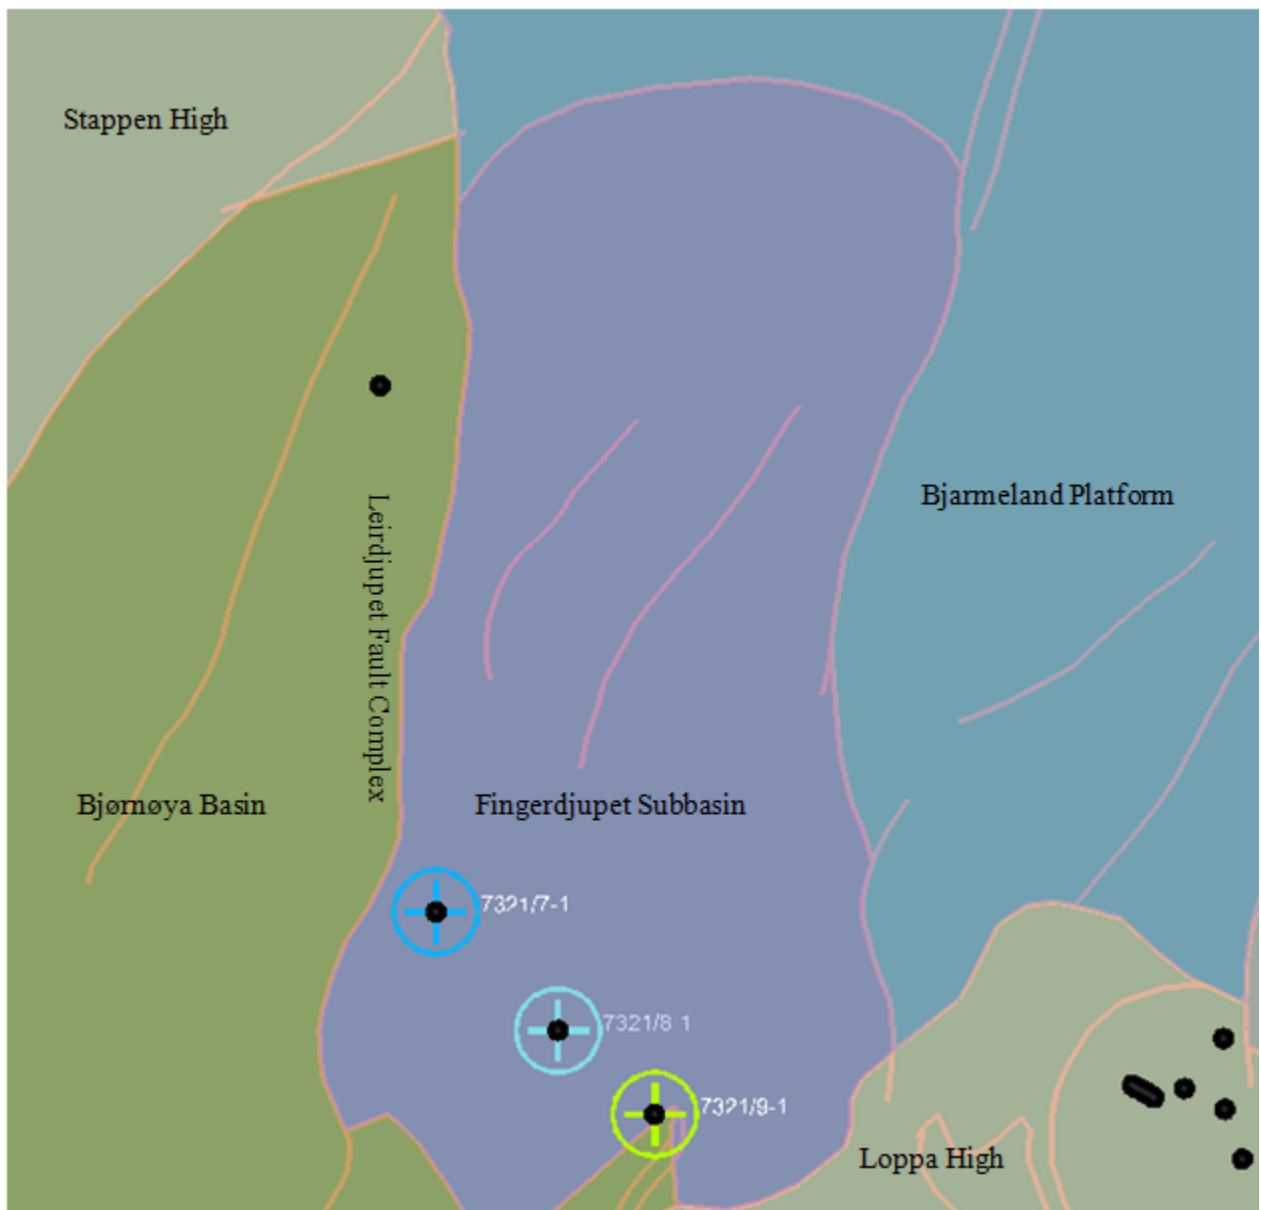 Stappen High
Bjarmeland Platform
Leirdjupet Fault Complex
Bjørnøya Basin
Fingerdjupet Subbasin
7321/7-1
7321/8 1
7321/9-1
Loppa High